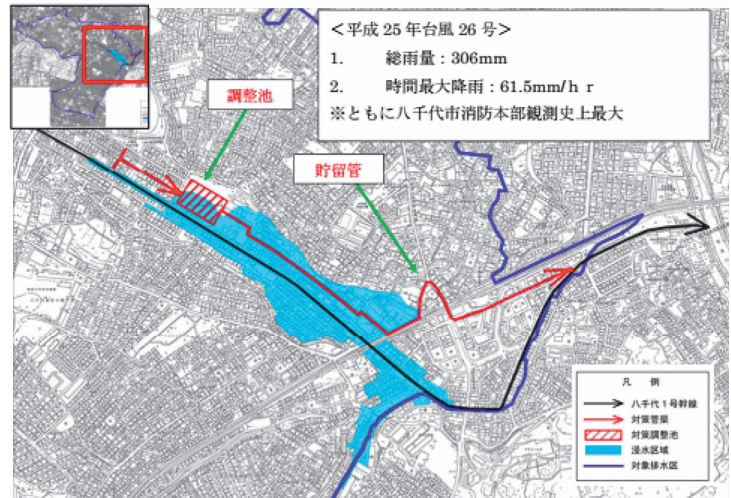 ＜平成 25 年台風 26 号＞
1. 総雨量：306mm
2. 時間最大降雨：61.5mm/ｈｒ
※ともに八千代市消防本部観測史上最大
調整池
貯留管
凡 例
八千代１号幹線
対策管渠
対策調整池
浸水区域
対象排水区